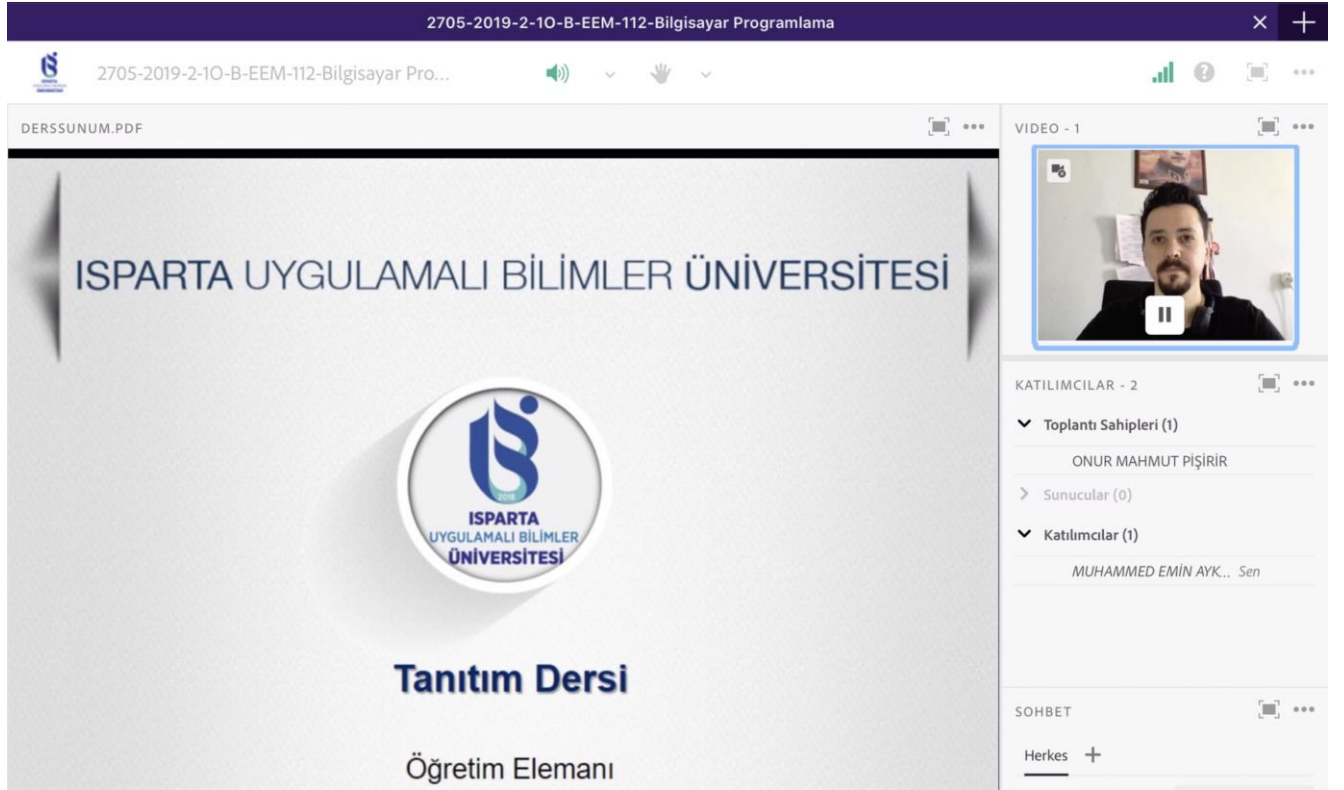 2705-2019-2-1O-B-EEM-112-Bilgisayar Programlama
2705-2019-2-1O-B-EEM-112-Bilgisayar Pro...
DERSSUNUM.PDF
ISPARTA UYGULAMALI BİLİMLER ÜNİVERSİTESİ
2018
ISPARTA
UYGULAMALI BİLİMLER
ÜNİVERSİTESİ
Tanıtım Dersi
Öğretim Elemanı
VIDEO - 1
KATILIMCILAR - 2
Toplantı Sahipleri (1)
ONUR MAHMUT PİŞİRİR
Sunucular (0)
Katılımcılar (1)
MUHAMMED EMİN AYK... Sen
SOHBET
Herkes